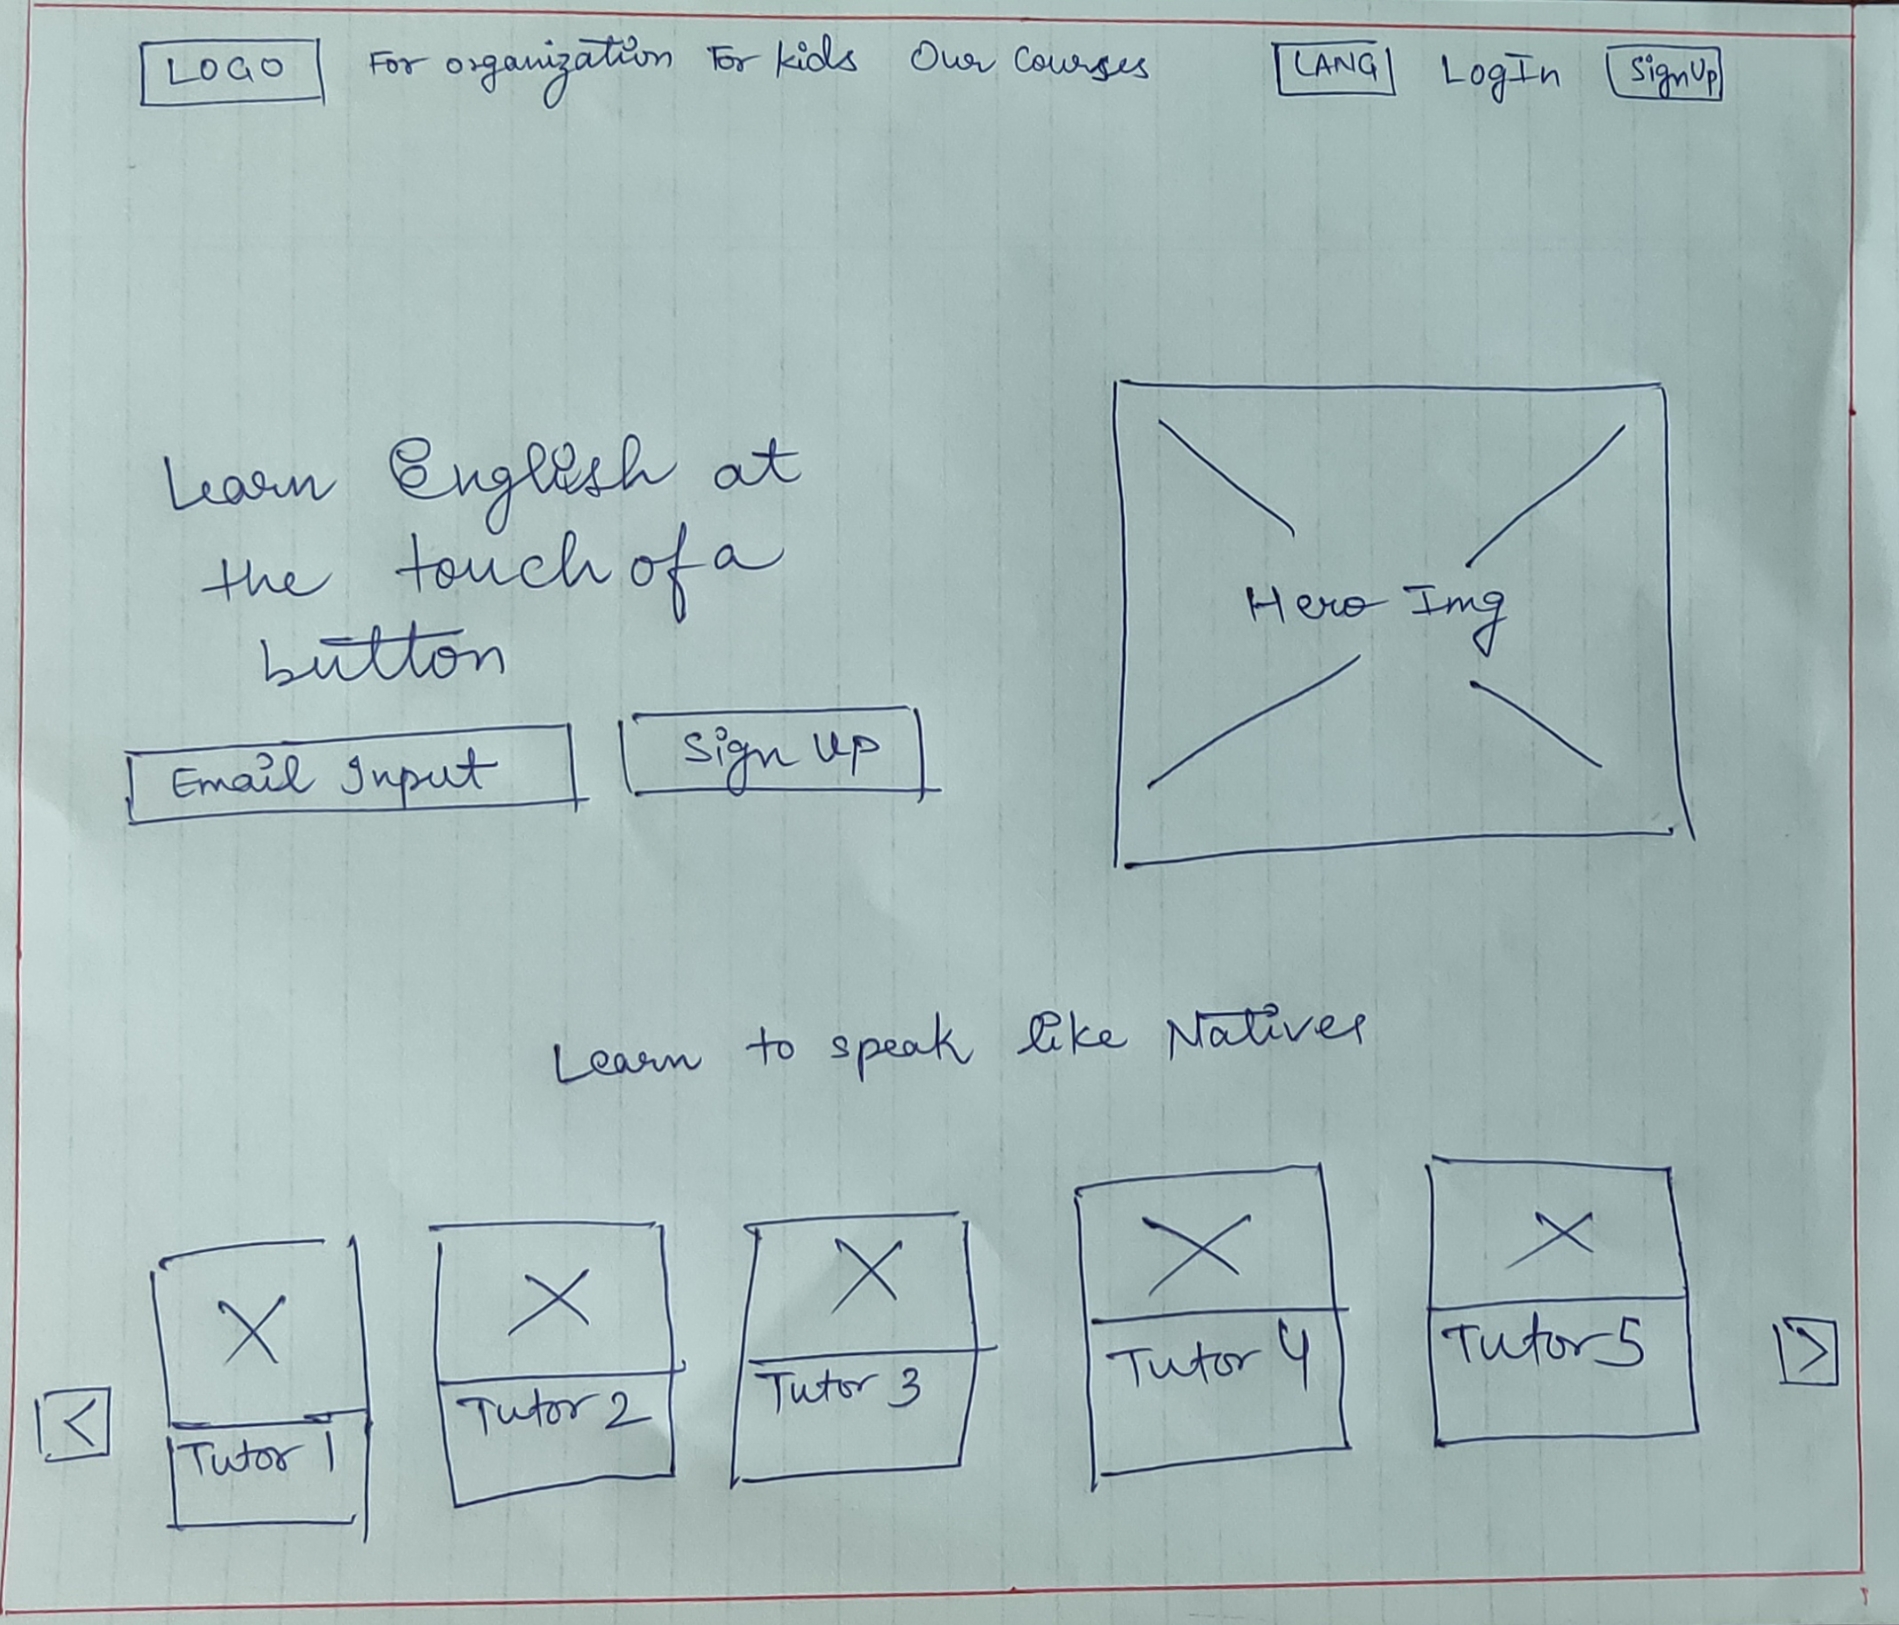 LOGO For organization For kids Our Courses LANG LogIn SignUp
Learn English at
the touch of a
button
Hero Img
Email Input Sign Up
Learn to speak like Natives
< Tutor 1 Tutor 2 Tutor 3 Tutor 4 Tutor 5 >